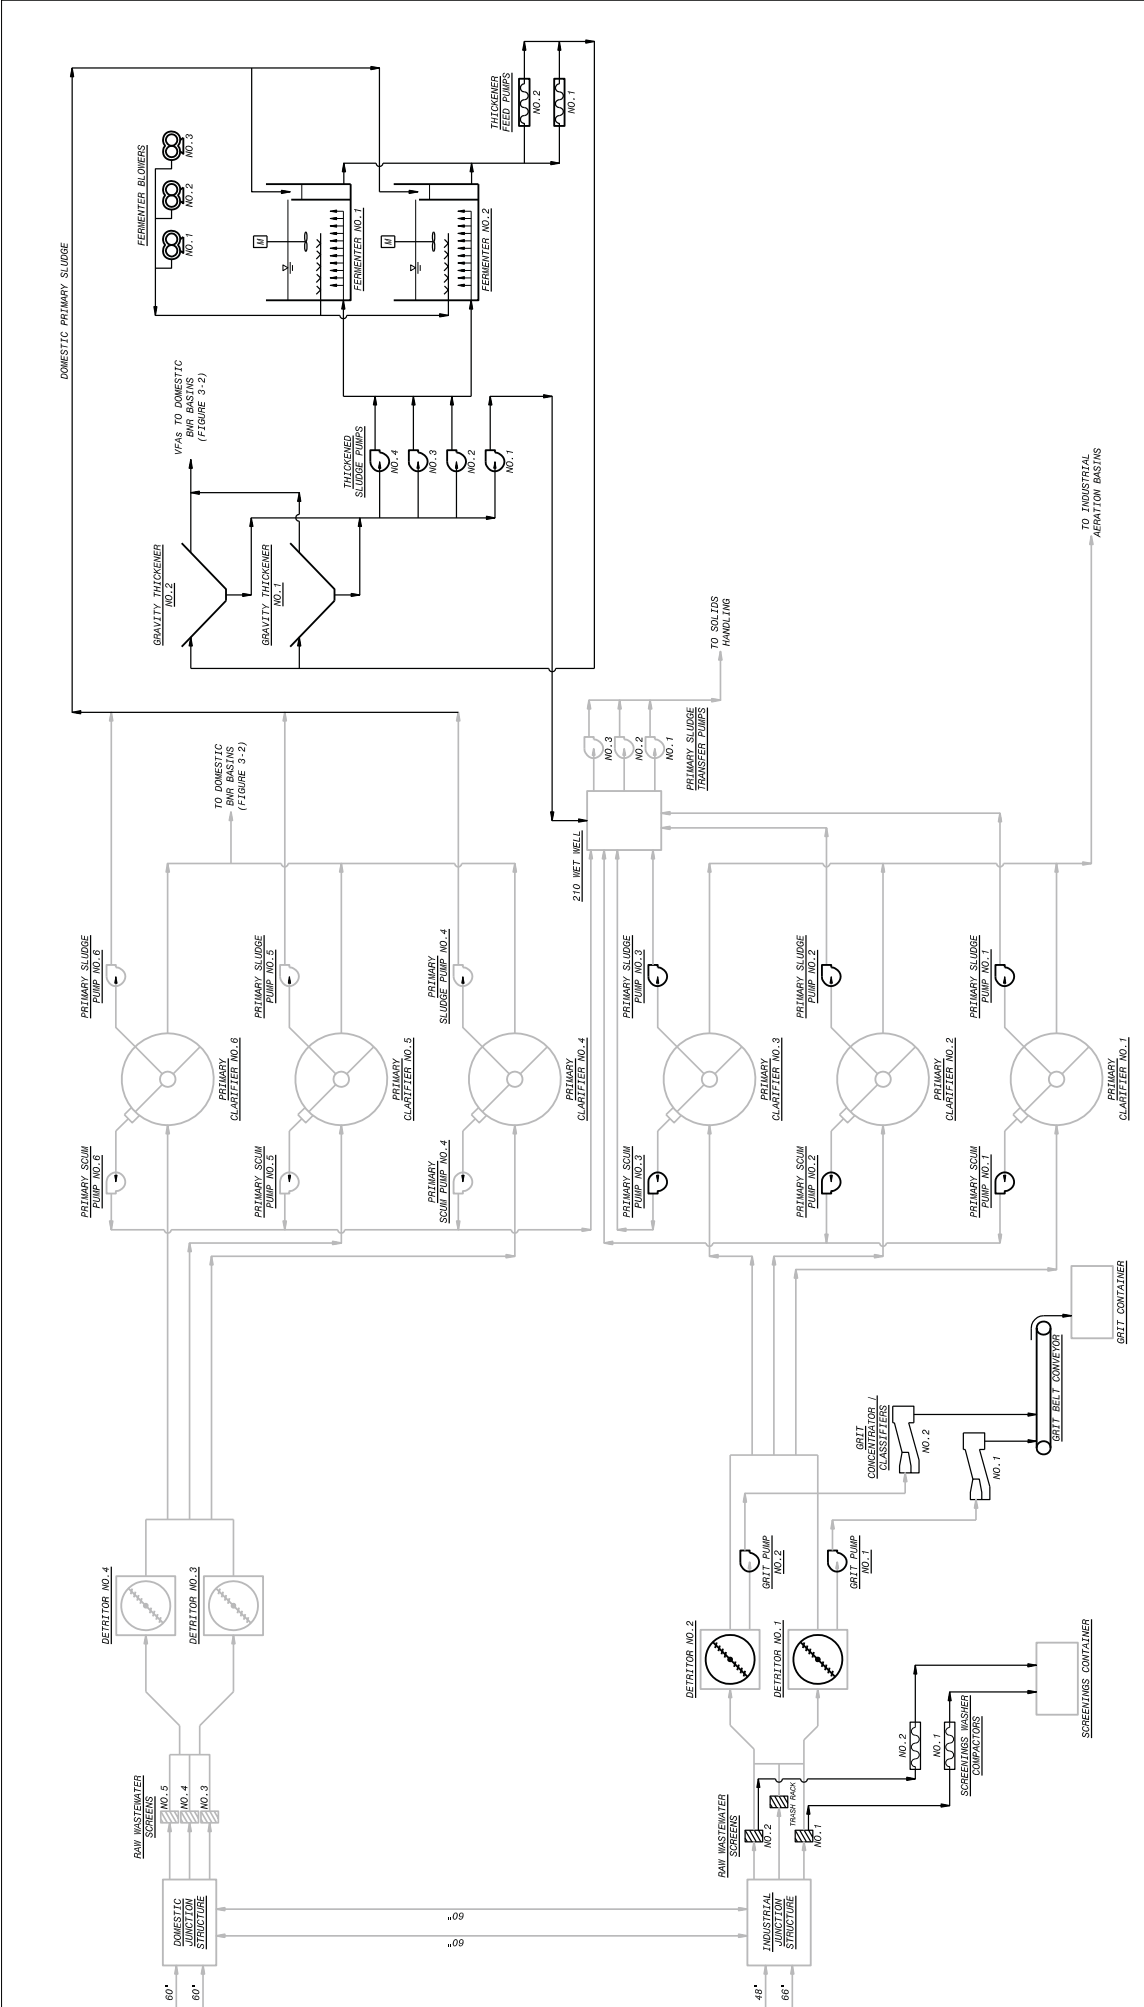 DOMESTIC PRIMARY SLUDGE
FERMENTER BLOWERS
NO.1
NO.2
NO.3
THICKENER
FEED PUMPS
NO.2
NO.1
FERMENTER NO.1
M
FERMENTER NO.2
M
VFAs TO DOMESTIC
BNR BASINS
(FIGURE 3-2)
THICKENED
SLUDGE PUMPS
NO.4
NO.3
NO.2
NO.1
GRAVITY THICKENER
NO.2
GRAVITY THICKENER
NO.1
TO INDUSTRIAL
AERATION BASINS
TO SOLIDS
HANDLING
TO DOMESTIC
BNR BASINS
(FIGURE 3-2)
NO.3
NO.2
NO.1
PRIMARY SLUDGE
TRANSFER PUMPS
210 WET WELL
PRIMARY SLUDGE
PUMP NO.6
PRIMARY SLUDGE
PUMP NO.5
PRIMARY
SLUDGE PUMP NO.4
PRIMARY SLUDGE
PUMP NO.3
PRIMARY SLUDGE
PUMP NO.2
PRIMARY SLUDGE
PUMP NO.1
PRIMARY
CLARIFIER NO.6
PRIMARY
CLARIFIER NO.5
PRIMARY
CLARIFIER NO.4
PRIMARY
CLARIFIER NO.3
PRIMARY
CLARIFIER NO.2
PRIMARY
CLARIFIER NO.1
PRIMARY SCUM
PUMP NO.6
PRIMARY SCUM
PUMP NO.5
PRIMARY
SCUM PUMP NO.4
PRIMARY SCUM
PUMP NO.3
PRIMARY SCUM
PUMP NO.2
PRIMARY SCUM
PUMP NO.1
GRIT CONTAINER
GRIT BELT CONVEYOR
GRIT
CONCENTRATOR /
CLASSIFIERS
NO.2
NO.1
DETRITOR NO.4
DETRITOR NO.3
GRIT PUMP
NO.2
GRIT PUMP
NO.1
DETRITOR NO.2
DETRITOR NO.1
SCREENINGS CONTAINER
NO.2
NO.1
SCREENINGS WASHER
COMPACTORS
RAW WASTEWATER
SCREENS
NO.5
NO.4
NO.3
RAW WASTEWATER
SCREENS
NO.2
TRASH RACK
NO.1
DOMESTIC
JUNCTION
STRUCTURE
60"
60"
INDUSTRIAL
JUNCTION
STRUCTURE
60"
60"
48"
66"